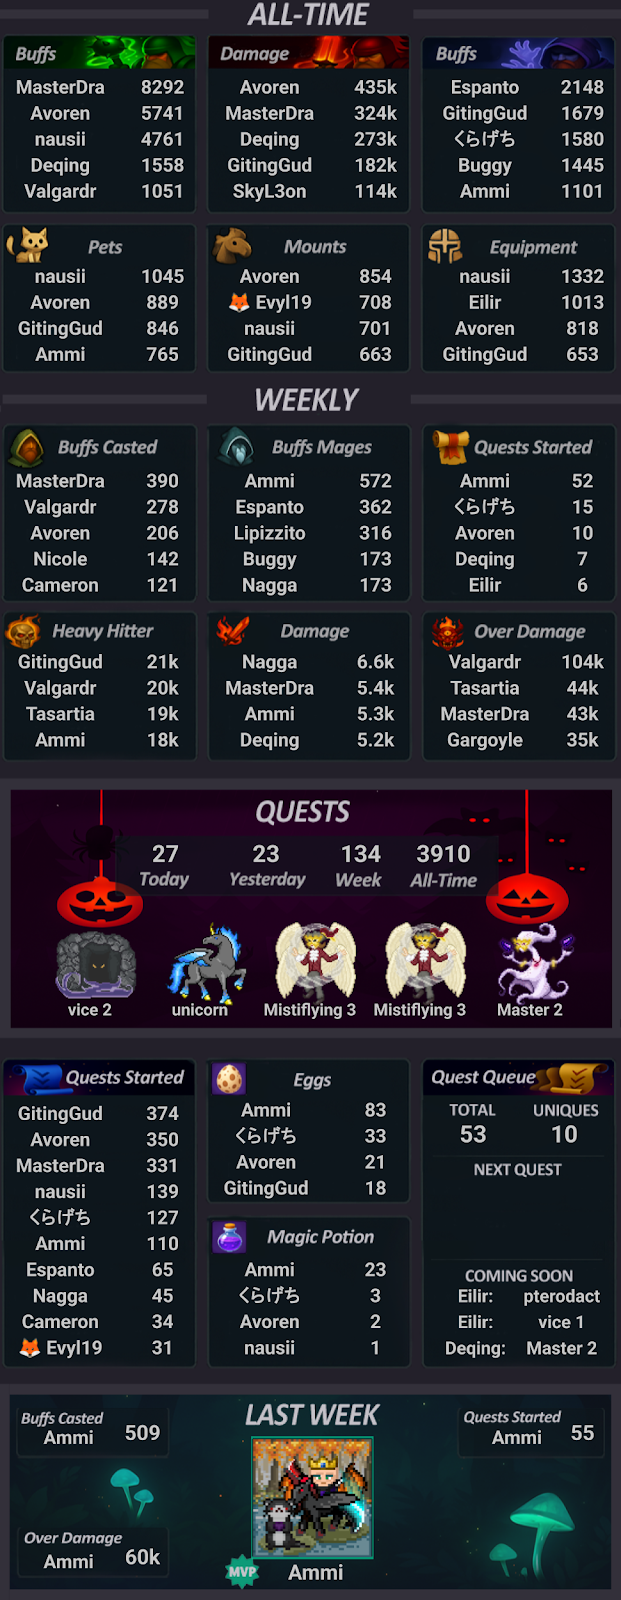 ALL-TIME
Buffs
MasterDra 8292
Avoren 5741
nausii 4761
Deqing 1558
Valgardr 1051
Damage
Avoren 435k
MasterDra 324k
Deqing 273k
GitingGud 182k
SkyL3on 114k
Buffs
Espanto 2148
GitingGud 1679
くらげち 1580
Buggy 1445
Ammi 1101
Pets
nausii 1045
Avoren 889
GitingGud 846
Ammi 765
Mounts
Avoren 854
🦊 Evyl19 708
nausii 701
GitingGud 663
Equipment
nausii 1332
Eilir 1013
Avoren 818
GitingGud 653
WEEKLY
Buffs Casted
MasterDra 390
Valgardr 278
Avoren 206
Nicole 142
Cameron 121
Buffs Mages
Ammi 572
Espanto 362
Lipizzito 316
Buggy 173
Nagga 173
Quests Started
Ammi 52
くらげち 15
Avoren 10
Deqing 7
Eilir 6
Heavy Hitter
GitingGud 21k
Valgardr 20k
Tasartia 19k
Ammi 18k
Damage
Nagga 6.6k
MasterDra 5.4k
Ammi 5.3k
Deqing 5.2k
Over Damage
Valgardr 104k
Tasartia 44k
MasterDra 43k
Gargoyle 35k
QUESTS
27 23 134 3910
Today Yesterday Week All-Time
vice 2 unicorn Mistiflying 3 Mistiflying 3 Master 2
Quests Started
GitingGud 374
Avoren 350
MasterDra 331
nausii 139
くらげち 127
Ammi 110
Espanto 65
Nagga 45
Cameron 34
🦊 Evyl19 31
Eggs
Ammi 83
くらげち 33
Avoren 21
GitingGud 18
Magic Potion
Ammi 23
くらげち 3
Avoren 2
nausii 1
Quest Queue
TOTAL UNIQUES
53 10
NEXT QUEST
COMING SOON
Eilir: pterodact
Eilir: vice 1
Deqing: Master 2
LAST WEEK
Buffs Casted
Ammi 509
Quests Started
Ammi 55
Over Damage
Ammi 60k
MVP
Ammi